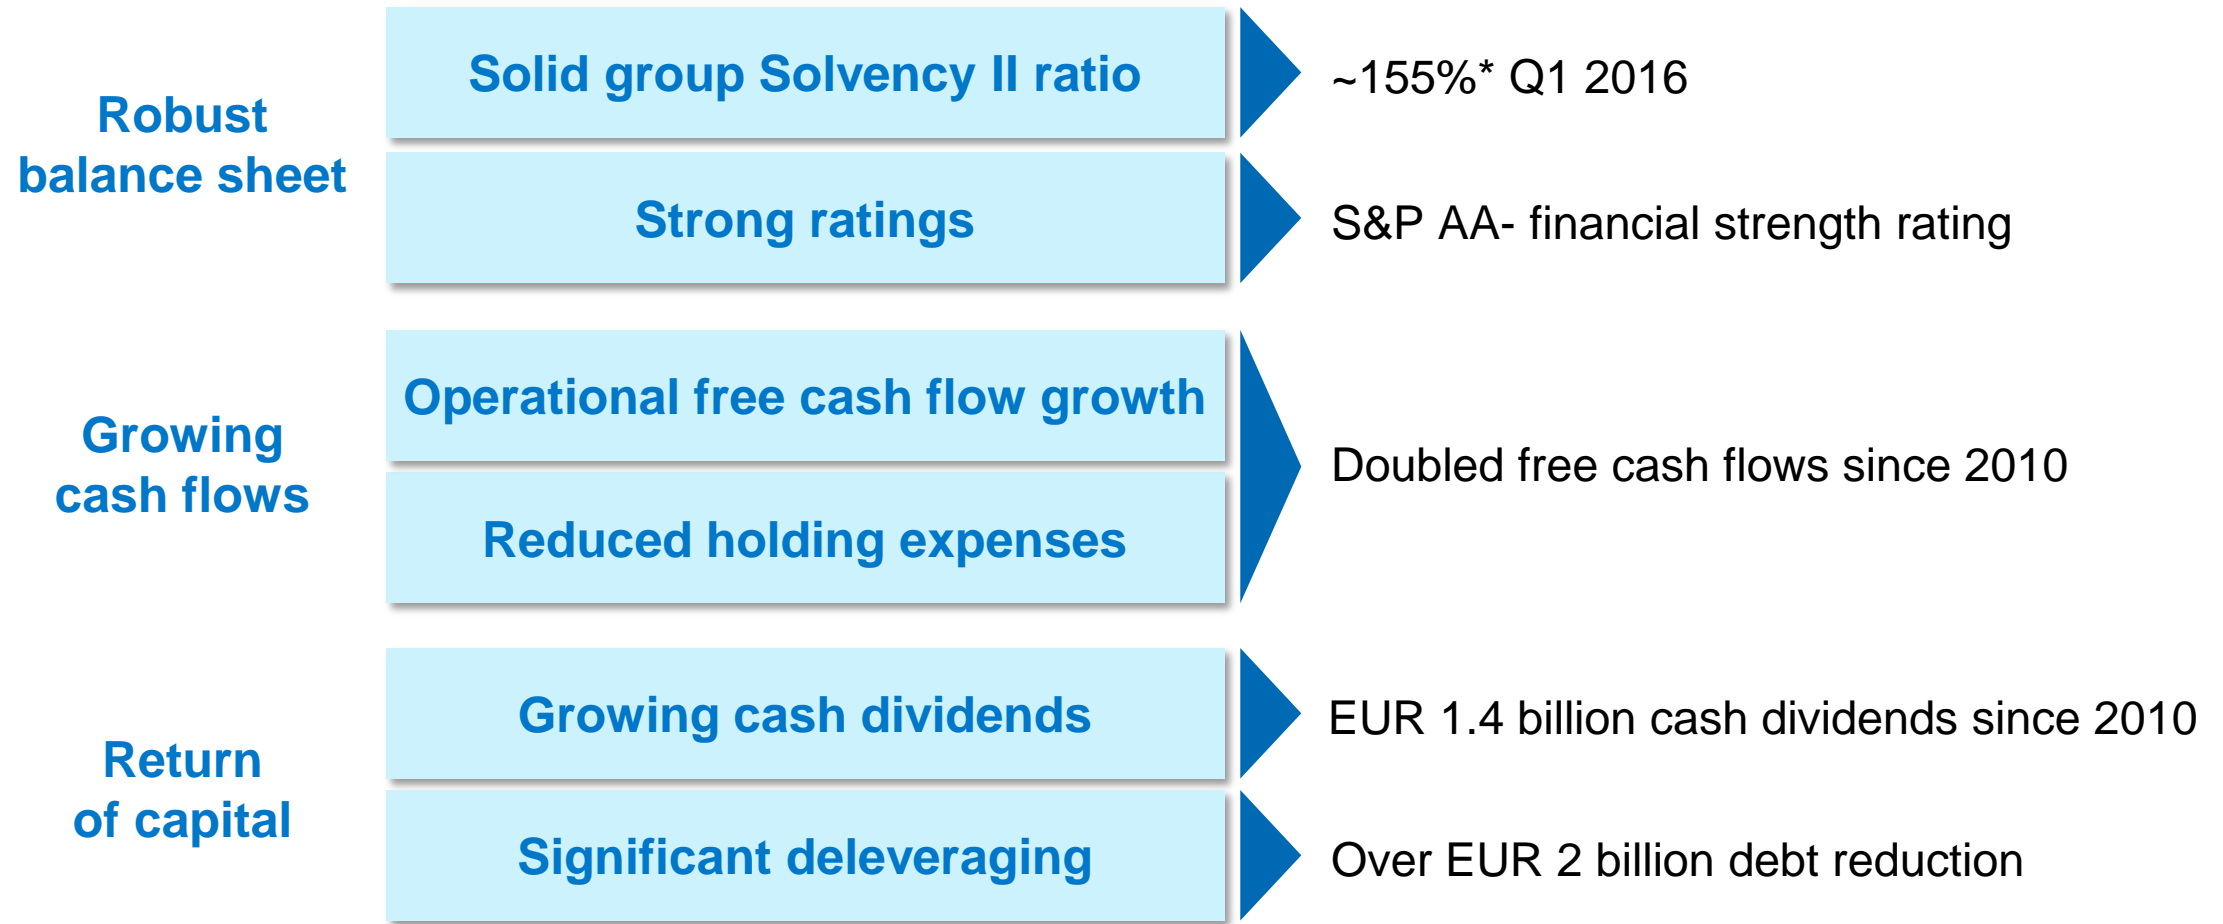 Robust
balance sheet
Solid group Solvency II ratio
~155%* Q1 2016
Strong ratings
S&P AA- financial strength rating
Growing
cash flows
Operational free cash flow growth
Reduced holding expenses
Doubled free cash flows since 2010
Return
of capital
Growing cash dividends
EUR 1.4 billion cash dividends since 2010
Significant deleveraging
Over EUR 2 billion debt reduction